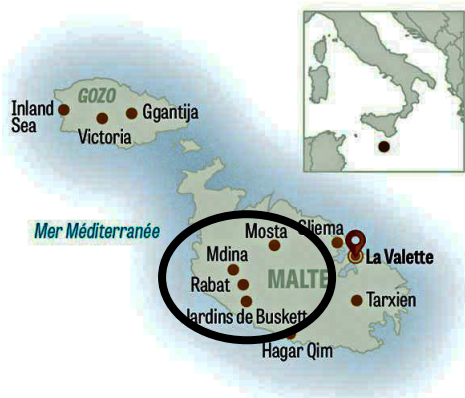 GOZO
Inland
Sea
Ggantija
Victoria
Mer Méditerranée
Mosta
Sliema
Mdina
La Valette
Rabat
MALTE
Tarxien
Jardins de Buskett
Hagar Qim